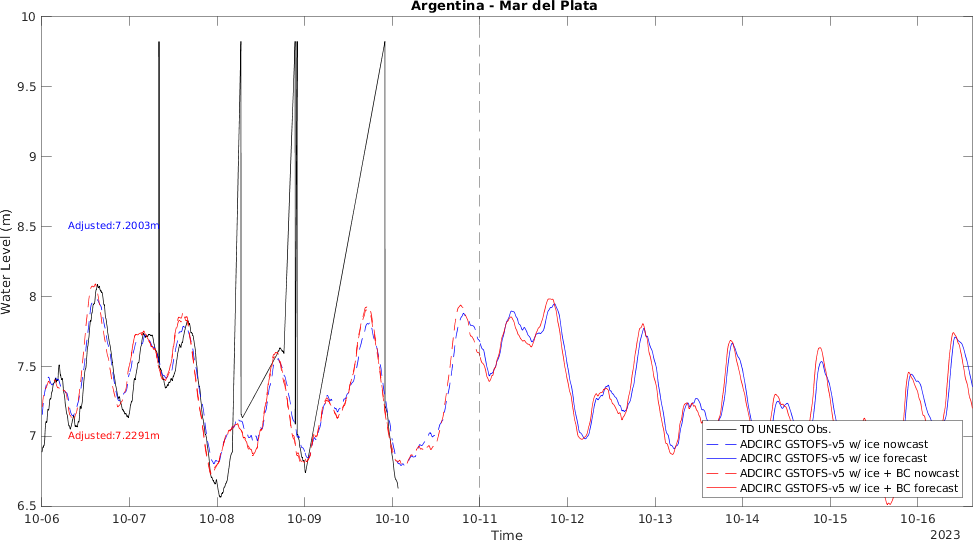 Argentina - Mar del Plata
10
9.5
9
8.5
8
7.5
7
6.5
Water Level (m)
Adjusted:7.2003m
Adjusted:7.2291m
TD UNESCO Obs.
ADCIRC GSTOFS-v5 w/ ice nowcast
ADCIRC GSTOFS-v5 w/ ice forecast
ADCIRC GSTOFS-v5 w/ ice + BC nowcast
ADCIRC GSTOFS-v5 w/ ice + BC forecast
10-06 10-07 10-08 10-09 10-10 10-11 10-12 10-13 10-14 10-15 10-16
Time
2023